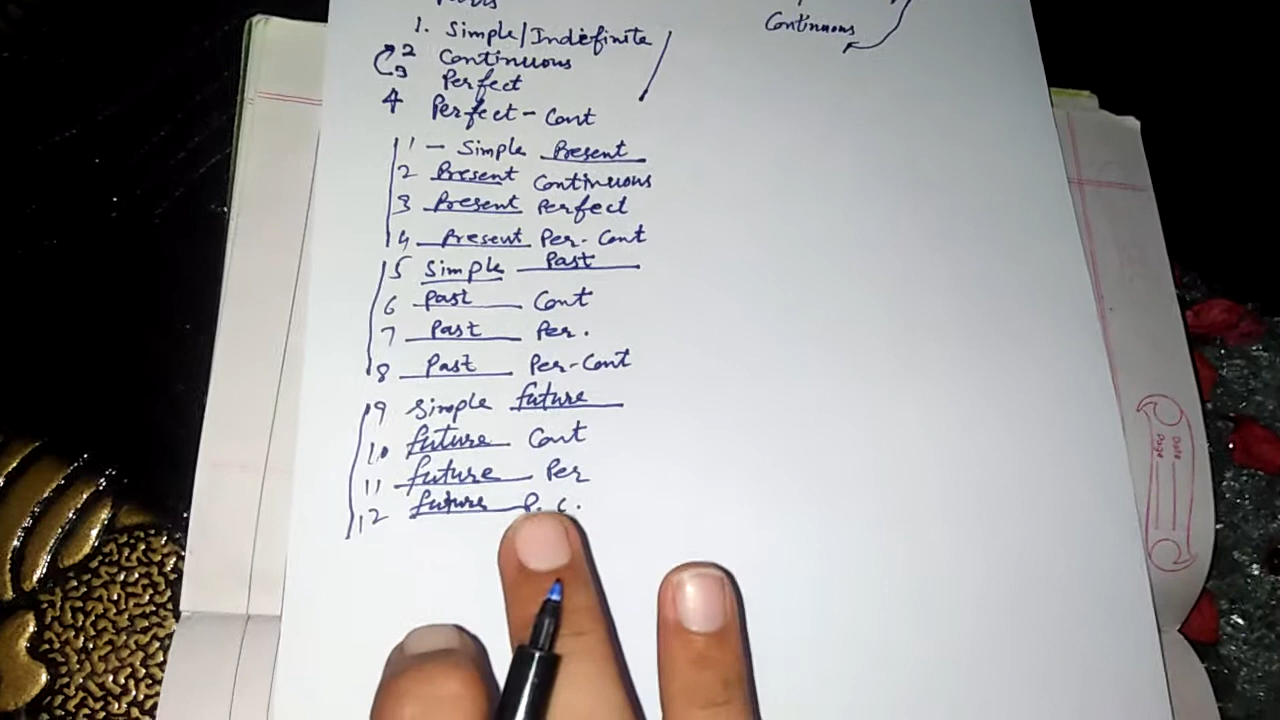 1. Simple/Indefinite
Continuous
2 Continuous
3 Perfect
4 Perfect - Cont
1 - Simple Present
2 Present Continuous
3 Present Perfect
4 Present Per. Cont
5 Simple Past
6 Past Cont
7 Past Per.
8 Past Per-Cont
9 Simple future
10 future Cont
11 future Per
12 future P. C.
Date
Page